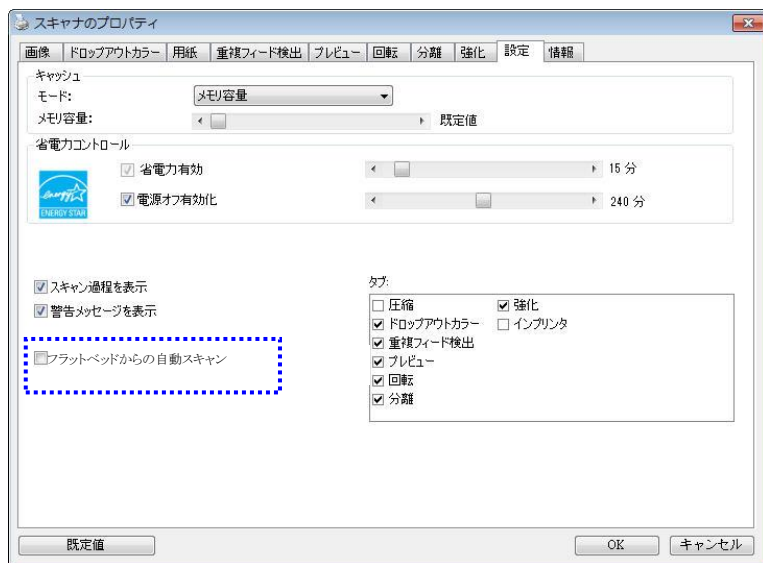 スキャナのプロパティ
画像 ドロップアウトカラー 用紙 重複フィード検出 プレビュー 回転 分離 強化 設定 情報
キャッシュ
モード: メモリ容量
メモリ容量: 既定値
省電力コントロール
省電力有効 15 分
電源オフ有効化 240 分
energy
ENERGY STAR
スキャン過程を表示
警告メッセージを表示
フラットベッドからの自動スキャン
タブ:
圧縮 強化
ドロップアウトカラー インプリンタ
重複フィード検出
プレビュー
回転
分離
既定値 OK キャンセル